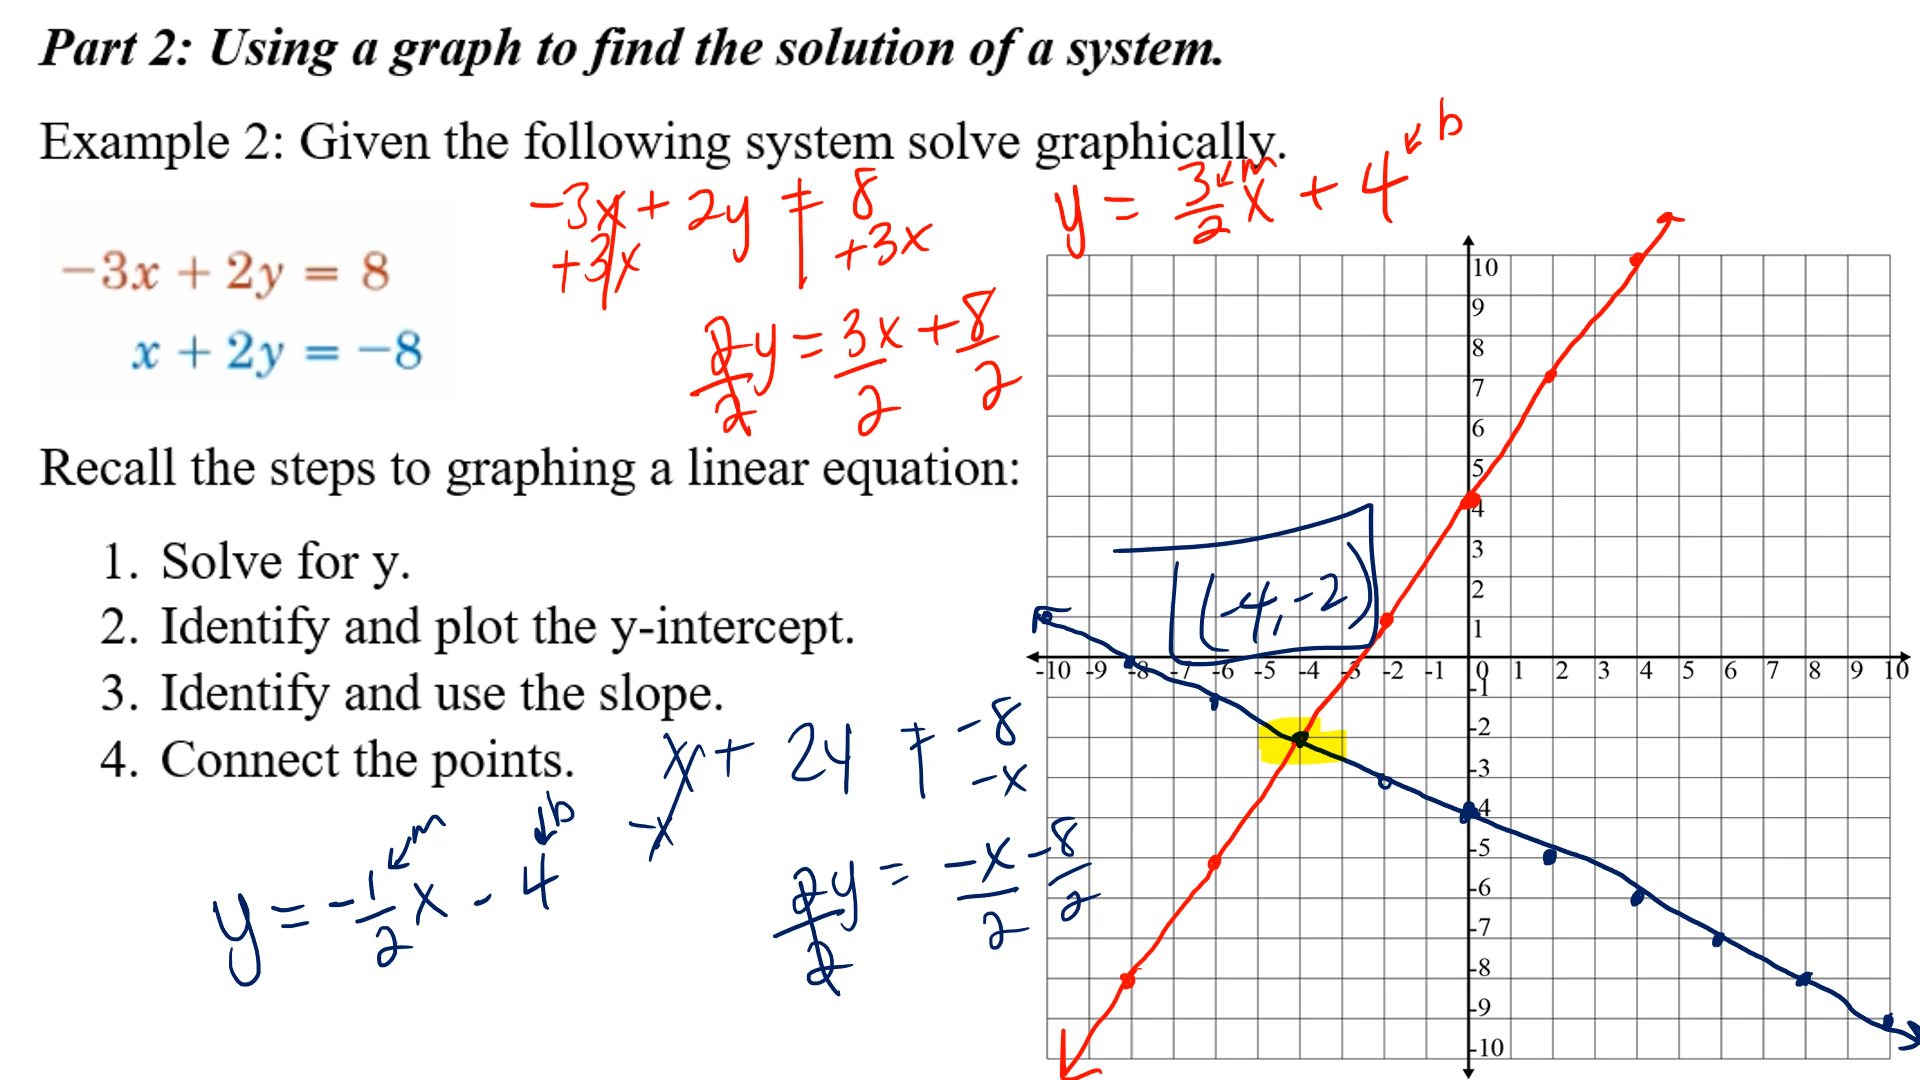 Part 2: Using a graph to find the solution of a system.
Example 2: Given the following system solve graphically.
-3x + 2y = 8
+3x +3x
y = 3/2 x + 4
m
b
−3x + 2y = 8
x + 2y = −8
2y/2 = 3x/2 + 8/2
Recall the steps to graphing a linear equation:
1. Solve for y.
2. Identify and plot the y-intercept.
3. Identify and use the slope.
4. Connect the points.
x + 2y = -8
-x -x
2y/2 = -x/2 - 8/2
y = -1/2 x - 4
m
b
(-4, -2)
10
9
8
7
6
5
4
3
2
1
-10 -9 -8 -7 -6 -5 -4 -3 -2 -1 0 1 2 3 4 5 6 7 8 9 10
-1
-2
-3
-4
-5
-6
-7
-8
-9
-10